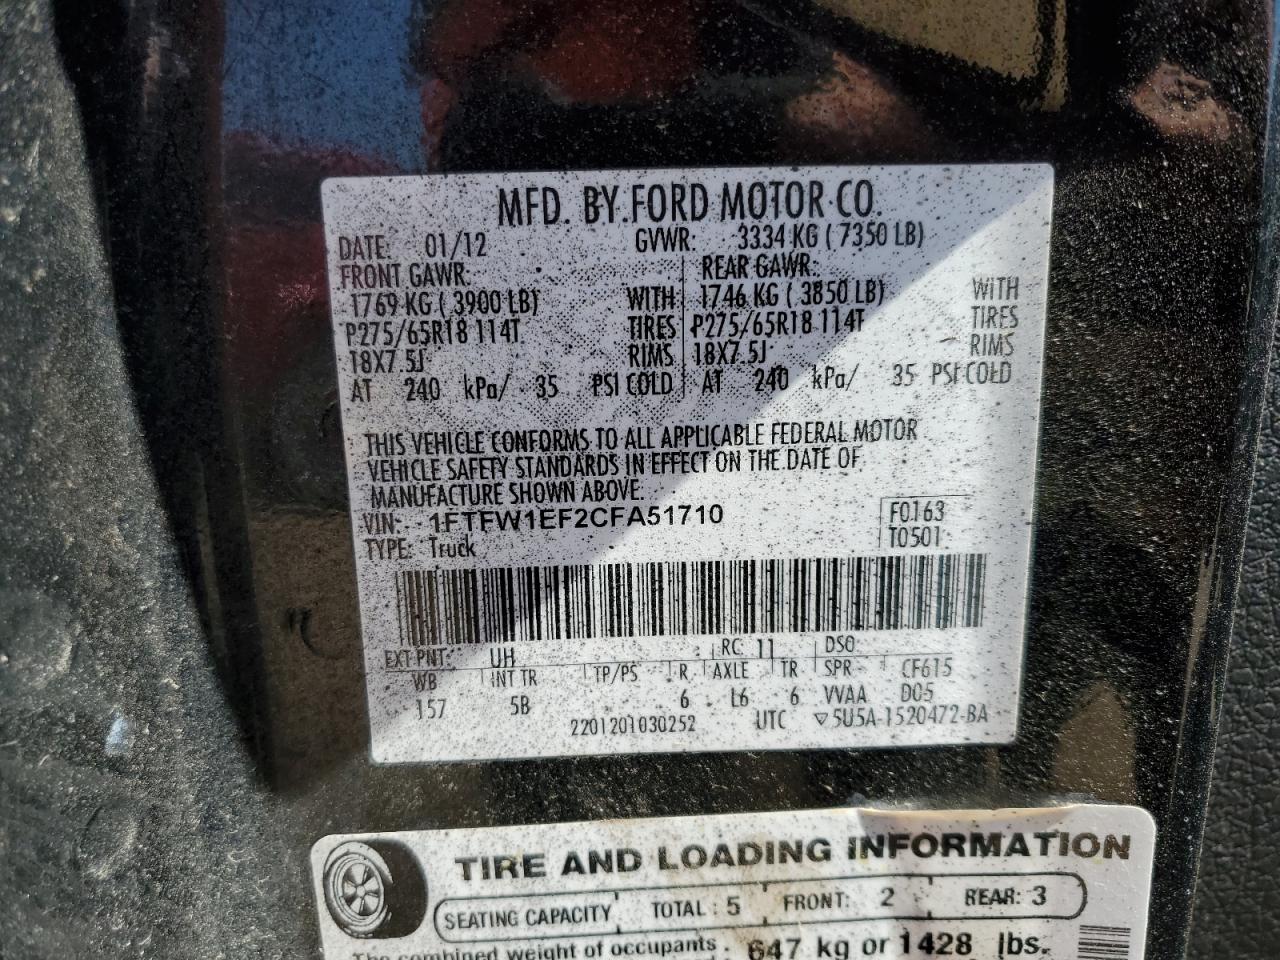 MFD. BY FORD MOTOR CO.
DATE: 01/12 GVWR: 3334 KG ( 7350 LB)
FRONT GAWR: REAR GAWR:
1769 KG ( 3900 LB) WITH 1746 KG ( 3850 LB) WITH
P275/65R18 114T TIRES P275/65R18 114T TIRES
18X7.5J RIMS 18X7.5J RIMS
AT 240 kPa/ 35 PSI COLD AT 240 kPa/ 35 PSI COLD
THIS VEHICLE CONFORMS TO ALL APPLICABLE FEDERAL MOTOR
VEHICLE SAFETY STANDARDS IN EFFECT ON THE DATE OF
MANUFACTURE SHOWN ABOVE.
VIN: 1FTFW1EF2CFA51710 F0163
TYPE: Truck T0501
EXT PNT: UH RC: 11 DSO:
WB INT TR TP/PS R AXLE TR SPR CF615
157 5B 6 L6 6 VVAA D05
2201201030252 UTC ▽5U5A-1520472-BA
TIRE AND LOADING INFORMATION
SEATING CAPACITY TOTAL : 5 FRONT: 2 REAR: 3
The combined weight of occupants 647 kg or 1428 lbs.